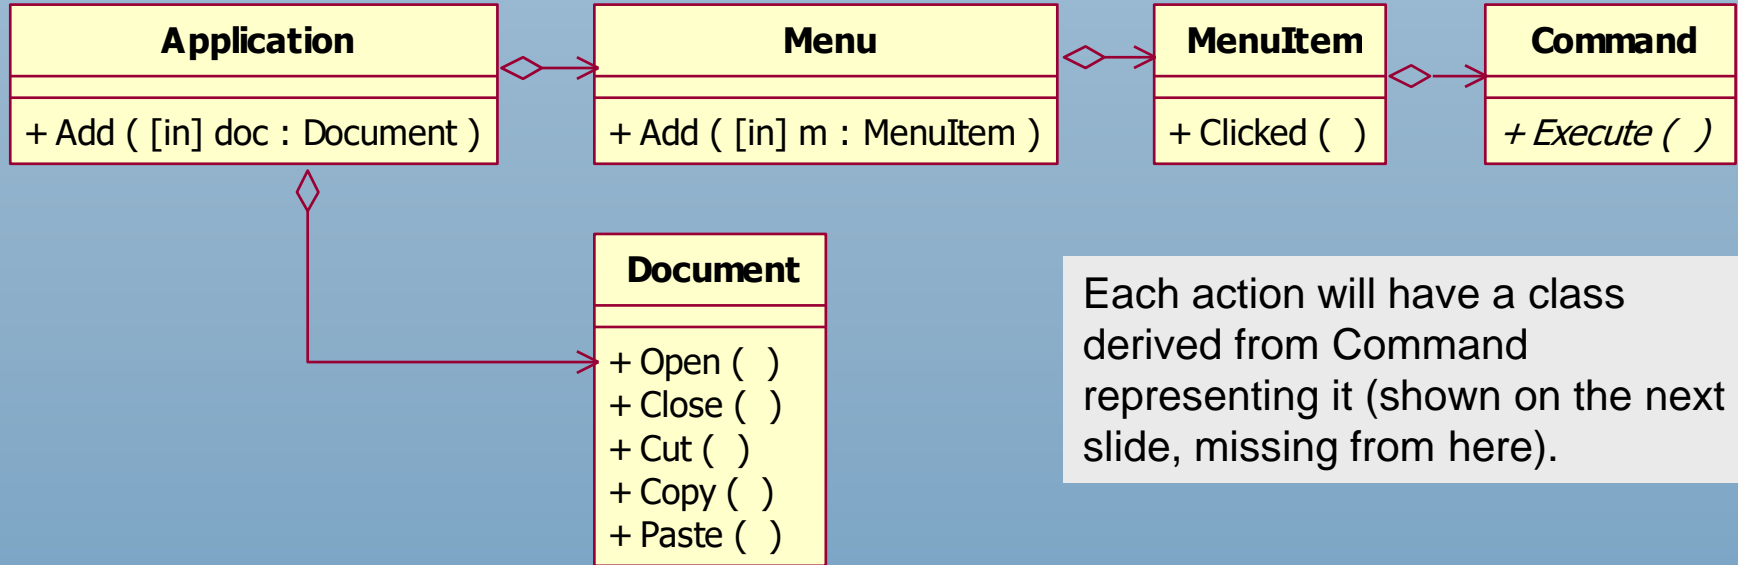 Application
+ Add ( [in] doc : Document )
Menu
+ Add ( [in] m : MenuItem )
MenuItem
+ Clicked ( )
Command
+ Execute ( )
Document
+ Open ( )
+ Close ( )
+ Cut ( )
+ Copy ( )
+ Paste ( )
Each action will have a class
derived from Command
representing it (shown on the next
slide, missing from here).